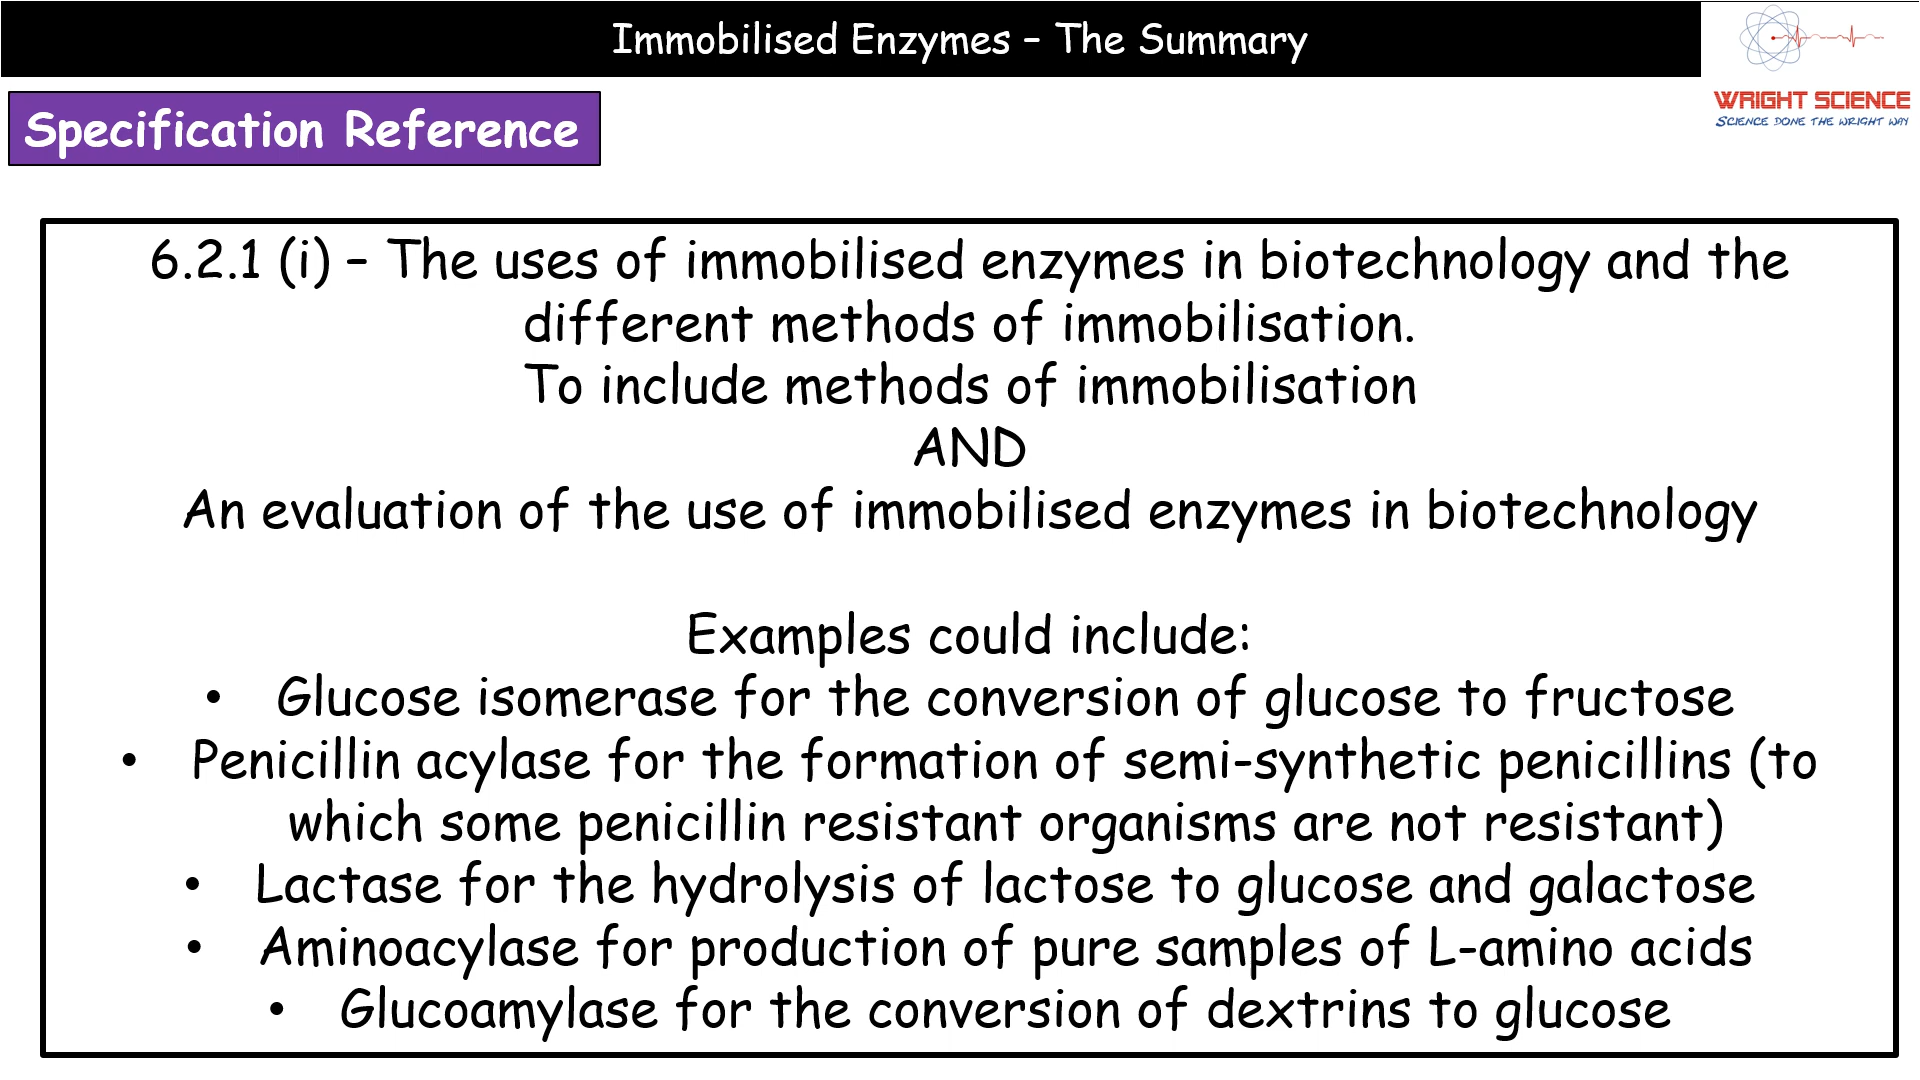 Immobilised Enzymes – The Summary
WRIGHT SCIENCE
SCIENCE DONE THE WRIGHT WAY
Specification Reference
6.2.1 (i) – The uses of immobilised enzymes in biotechnology and the
different methods of immobilisation.
To include methods of immobilisation
AND
An evaluation of the use of immobilised enzymes in biotechnology
Examples could include:
• Glucose isomerase for the conversion of glucose to fructose
• Penicillin acylase for the formation of semi-synthetic penicillins (to
which some penicillin resistant organisms are not resistant)
• Lactase for the hydrolysis of lactose to glucose and galactose
• Aminoacylase for production of pure samples of L-amino acids
• Glucoamylase for the conversion of dextrins to glucose